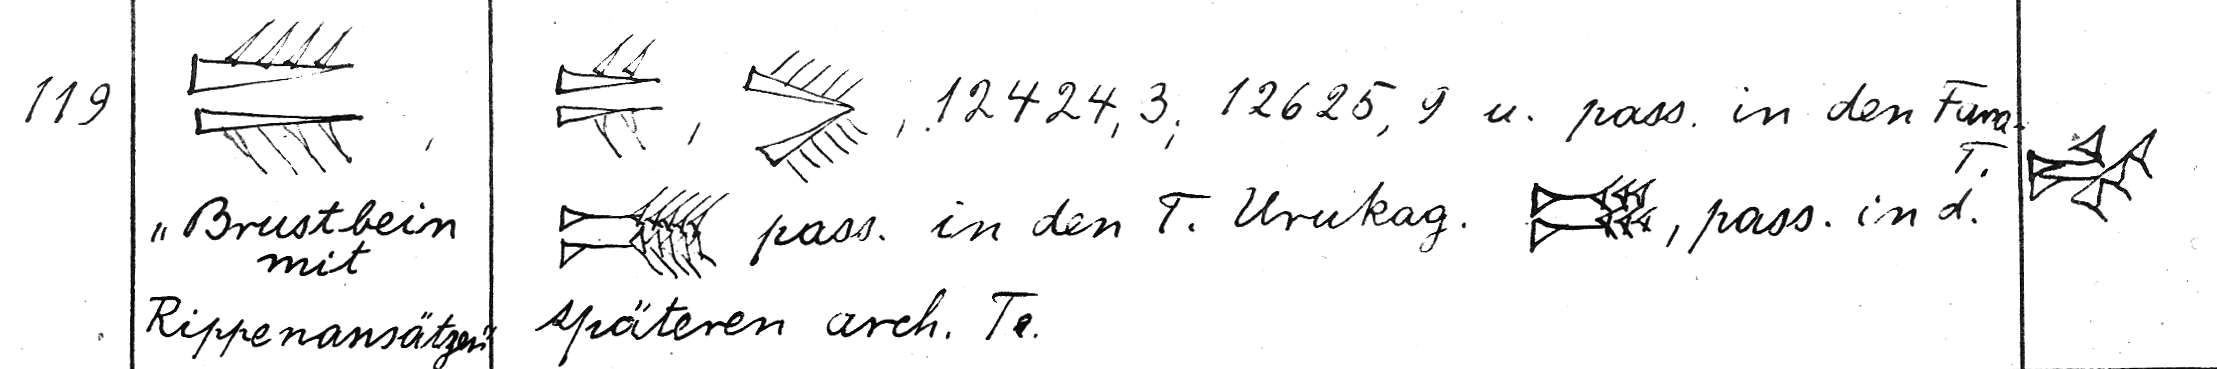 119 , , , 12424,3; 12625, 9 u. pass. in den Fara-
T.
„Brustbein pass. in den T. Urukag. , pass. in d.
mit
Rippenansätzen" späteren arch. Te.